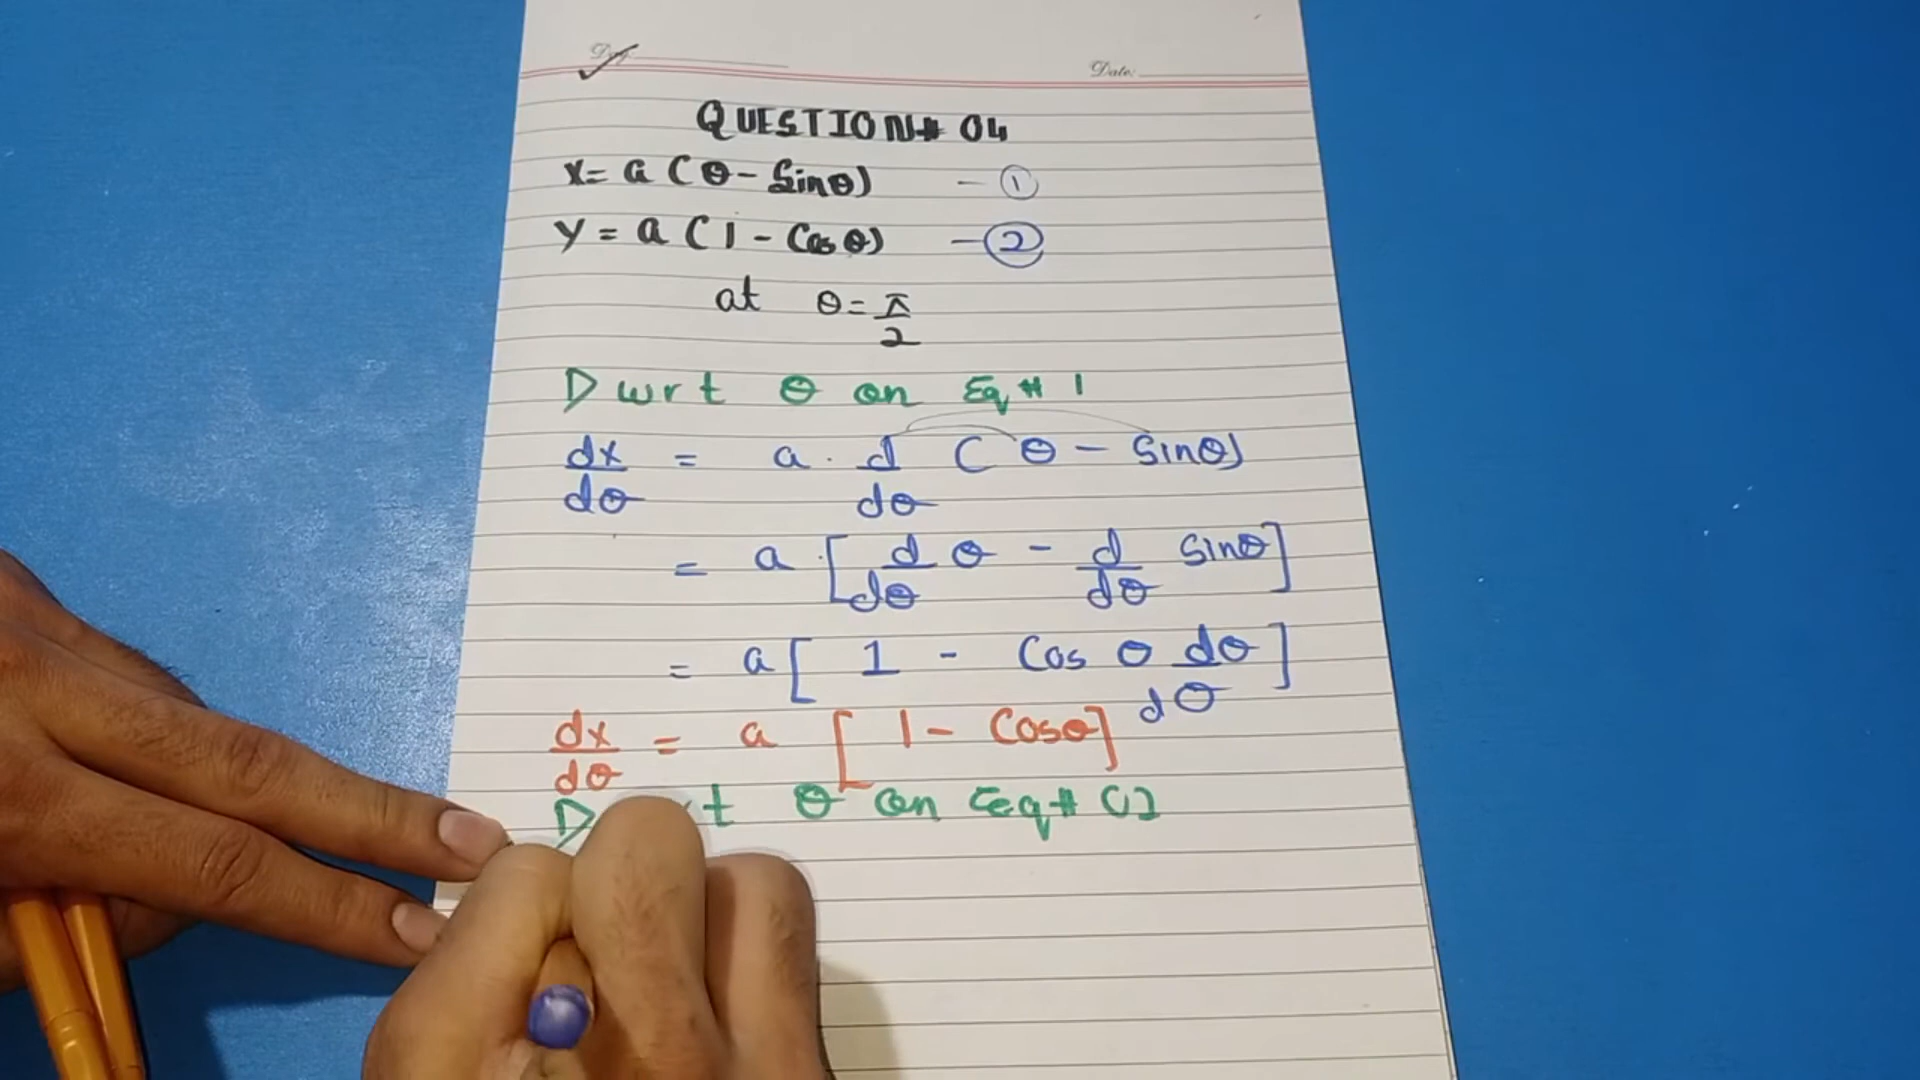 Day:
Date:
QUESTION# 04
x = a (θ - Sinθ) - ①
y = a (1 - Cosθ) - ②
at θ = π/2
D wrt θ on Eq # 1
dx/dθ = a . d/dθ ( θ - Sinθ)
= a . [ d/dθ θ - d/dθ Sinθ ]
= a [ 1 - Cos θ dθ/dθ ]
dx/dθ = a [ 1 - Cosθ ]
D t θ on Eq#